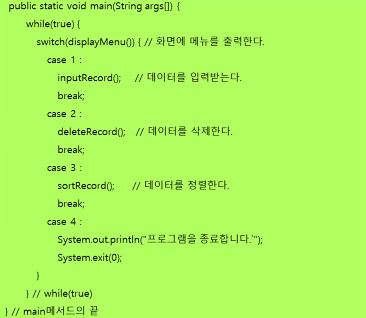 public static void main(String args[]) {
while(true) {
switch(displayMenu()) { // 화면에 메뉴를 출력한다.
case 1 :
inputRecord(); // 데이터를 입력받는다.
break;
case 2 :
deleteRecord(); // 데이터를 삭제한다.
break;
case 3 :
sortRecord(); // 데이터를 정렬한다.
break;
case 4 :
System.out.println("프로그램을 종료합니다.`");
System.exit(0);
}
} // while(true)
} // main메서드의 끝